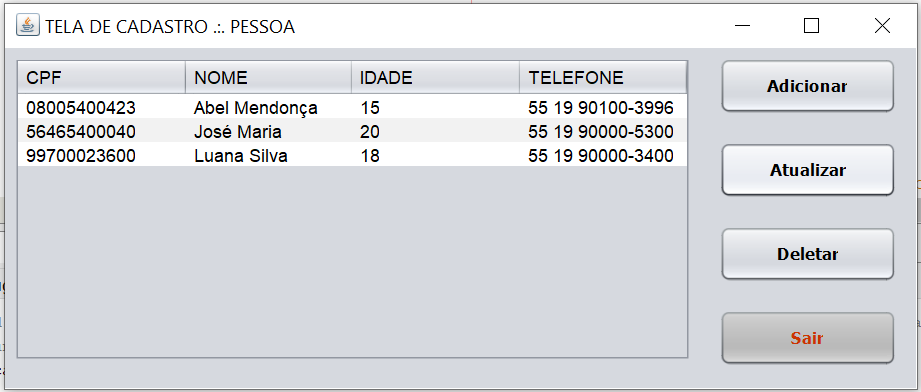 TELA DE CADASTRO .:. PESSOA
CPF NOME IDADE TELEFONE
08005400423 Abel Mendonça 15 55 19 90100-3996
56465400040 José Maria 20 55 19 90000-5300
99700023600 Luana Silva 18 55 19 90000-3400
Adicionar
Atualizar
Deletar
Sair